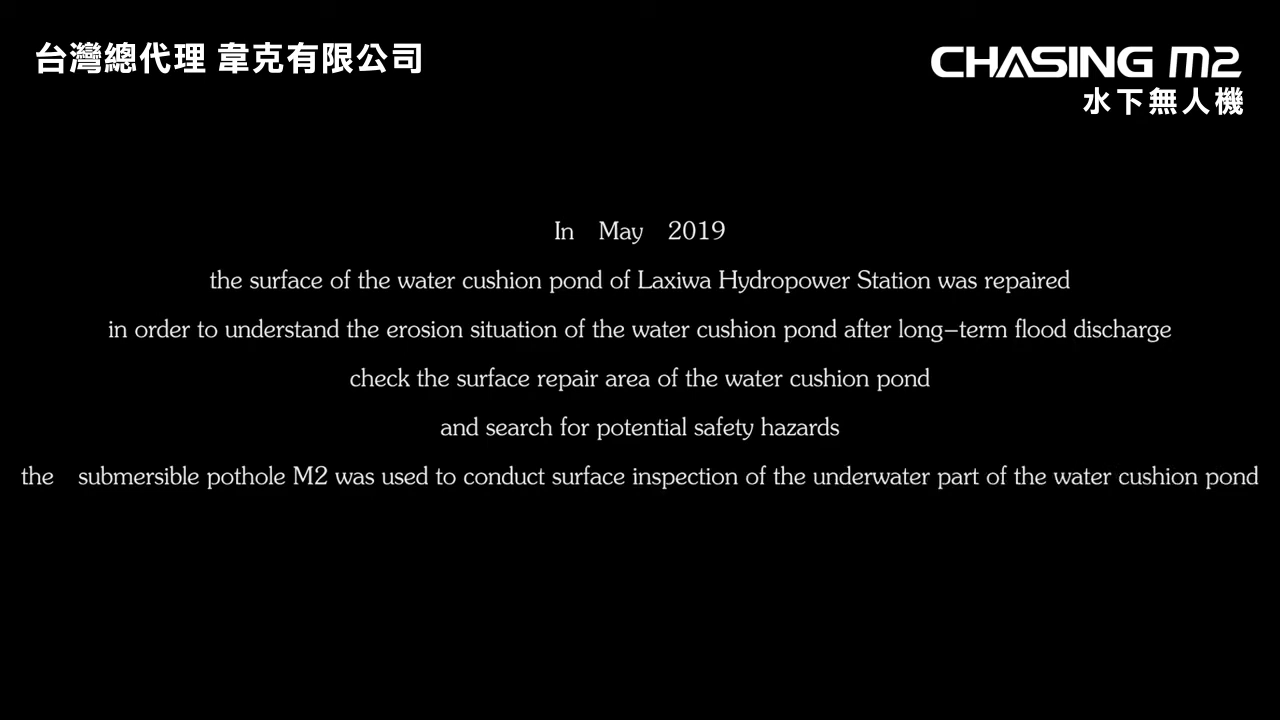 台灣總代理 韋克有限公司
CHASING M2
水下無人機
In May 2019
the surface of the water cushion pond of Laxiwa Hydropower Station was repaired
in order to understand the erosion situation of the water cushion pond after long-term flood discharge
check the surface repair area of the water cushion pond
and search for potential safety hazards
the submersible pothole M2 was used to conduct surface inspection of the underwater part of the water cushion pond